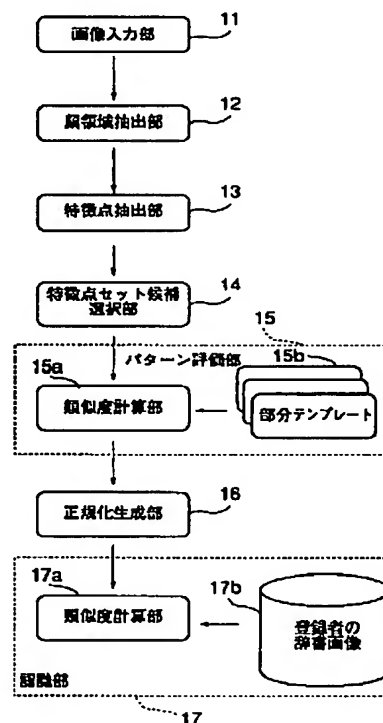 画像入力部
11
顔領域抽出部
12
特徴点抽出部
13
特徴点セット候補
選択部
14
15
パターン評価部
15a
15b
類似度計算部
部分テンプレート
正規化生成部
16
17a
17b
類似度計算部
登録者の
辞書画像
認識部
17